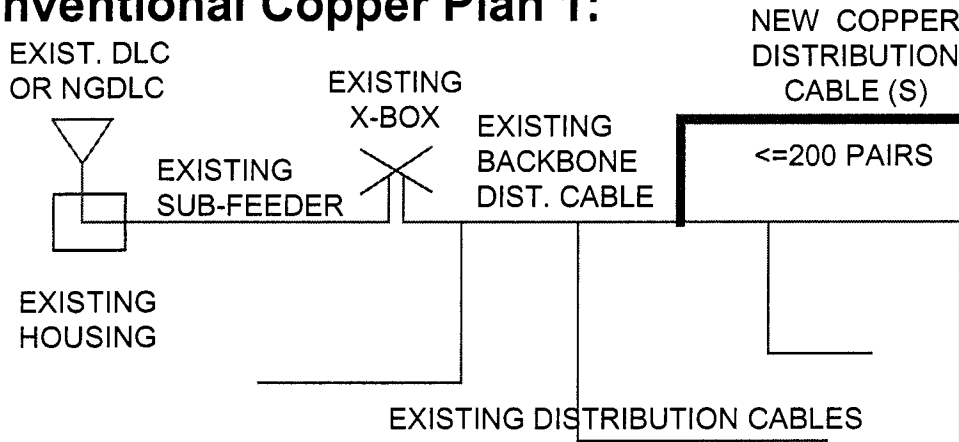 nventional Copper Plan 1:
NEW COPPER
DISTRIBUTION
CABLE (S)
EXIST. DLC
OR NGDLC
EXISTING
X-BOX
EXISTING
BACKBONE
DIST. CABLE
<=200 PAIRS
EXISTING
SUB-FEEDER
EXISTING
HOUSING
EXISTING DISTRIBUTION CABLES